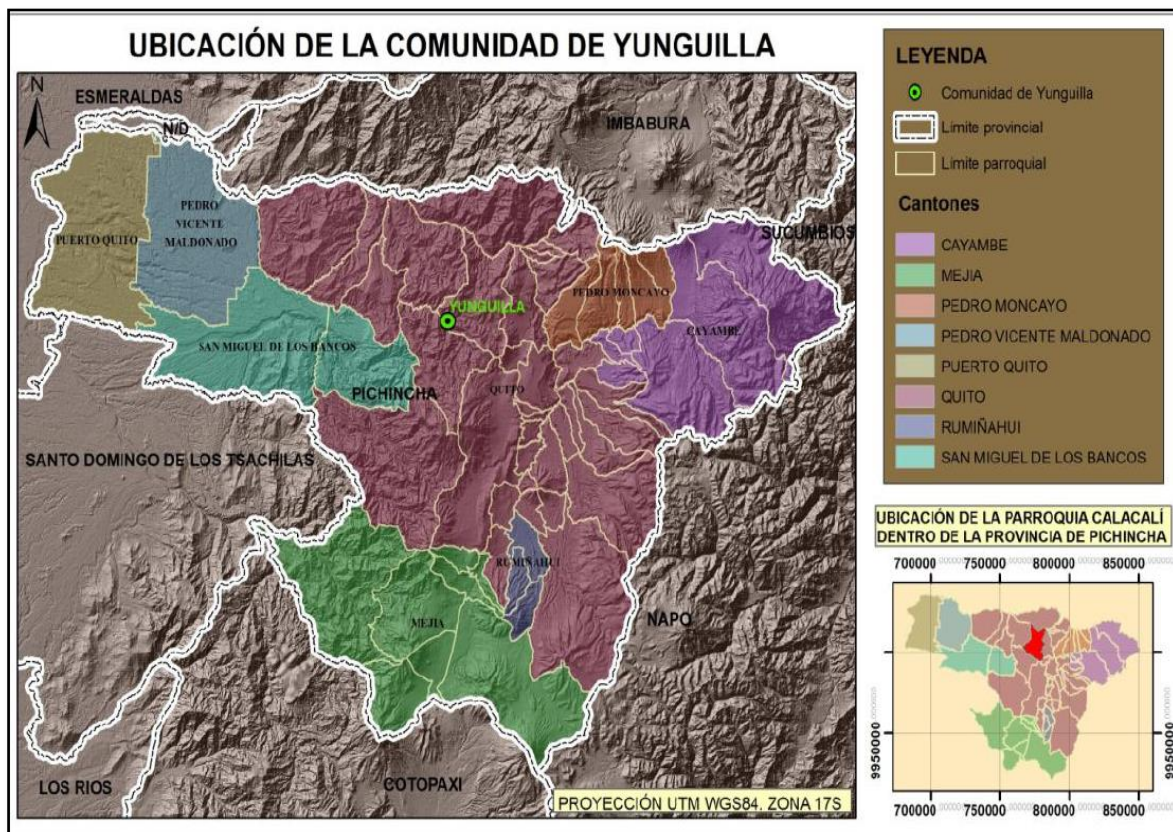 UBICACIÓN DE LA COMUNIDAD DE YUNGUILLA
N
ESMERALDAS
N/D
IMBABURA
SUCUMBIOS
PEDRO
VICENTE
MALDONADO
PUERTO QUITO
PEDRO MONCAYO
YUNGUILLA
CAYAMBE
SAN MIGUEL DE LOS BANCOS
PICHINCHA
QUITO
SANTO DOMINGO DE LOS TSACHILAS
RUMIÑAHUI
NAPO
MEJIA
LOS RIOS
COTOPAXI
PROYECCIÓN UTM WGS84. ZONA 17S
LEYENDA
Comunidad de Yunguilla
Límite provincial
Límite parroquial
Cantones
CAYAMBE
MEJIA
PEDRO MONCAYO
PEDRO VICENTE MALDONADO
PUERTO QUITO
QUITO
RUMIÑAHUI
SAN MIGUEL DE LOS BANCOS
UBICACIÓN DE LA PARROQUIA CALACALÍ
DENTRO DE LA PROVINCIA DE PICHINCHA
700000 750000 800000 850000
9950000
9950000
700000 750000 800000 850000